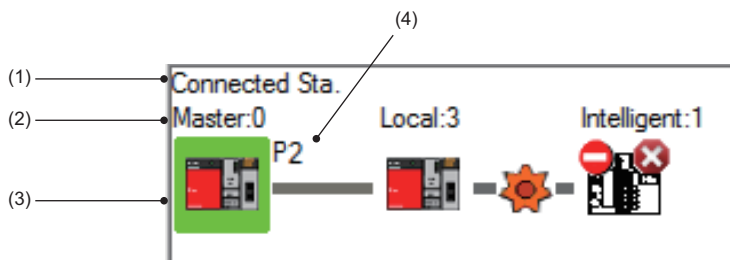 (4)
(1) Connected Sta.
(2) Master:0 Local:3 Intelligent:1
P2
(3)